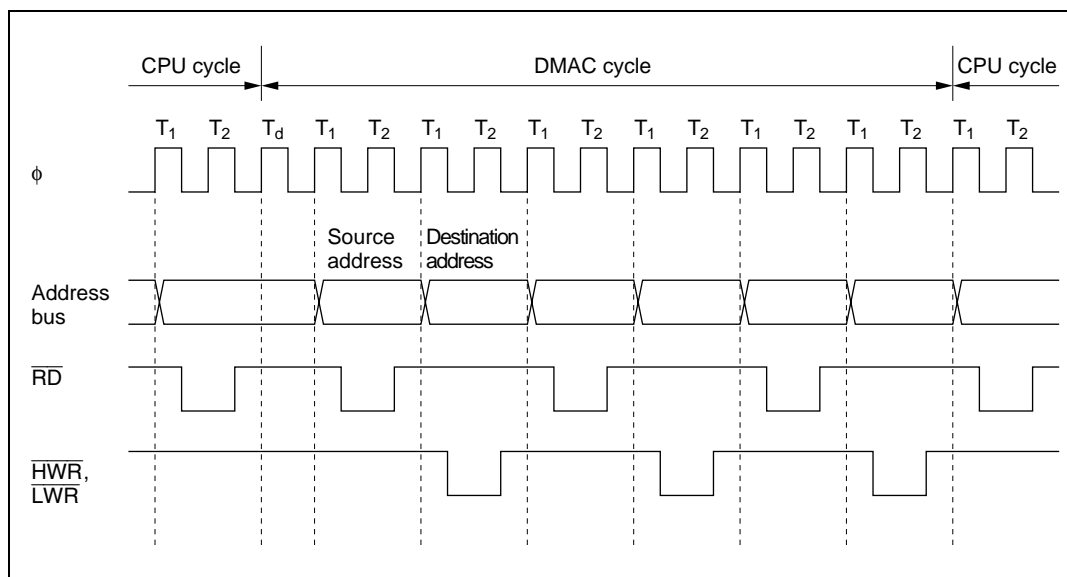 CPU cycle DMAC cycle CPU cycle
T1 T2 Td T1 T2 T1 T2 T1 T2 T1 T2 T1 T2 T1 T2 T1 T2
ϕ
Source Destination
address address
Address
bus
RD
HWR,
LWR